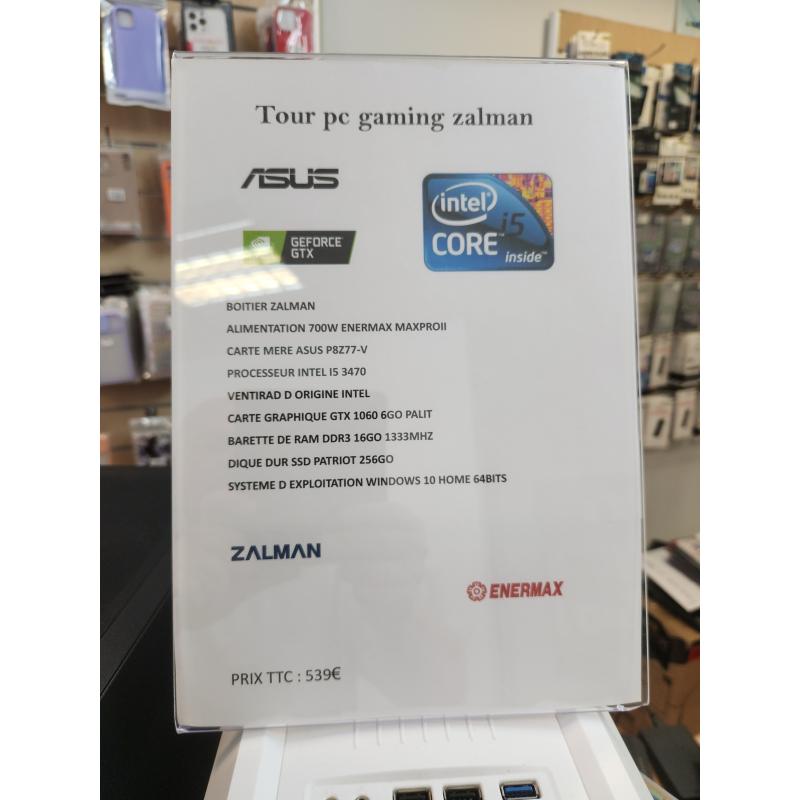 Tour pc gaming zalman
ASUS
intel
CORE i5
inside
GEFORCE
GTX
BOITIER ZALMAN
ALIMENTATION 700W ENERMAX MAXPROII
CARTE MERE ASUS P8Z77-V
PROCESSEUR INTEL I5 3470
VENTIRAD D ORIGINE INTEL
CARTE GRAPHIQUE GTX 1060 6GO PALIT
BARETTE DE RAM DDR3 16GO 1333MHZ
DIQUE DUR SSD PATRIOT 256GO
SYSTEME D EXPLOITATION WINDOWS 10 HOME 64BITS
ZALMAN
ENERMAX
PRIX TTC : 539€